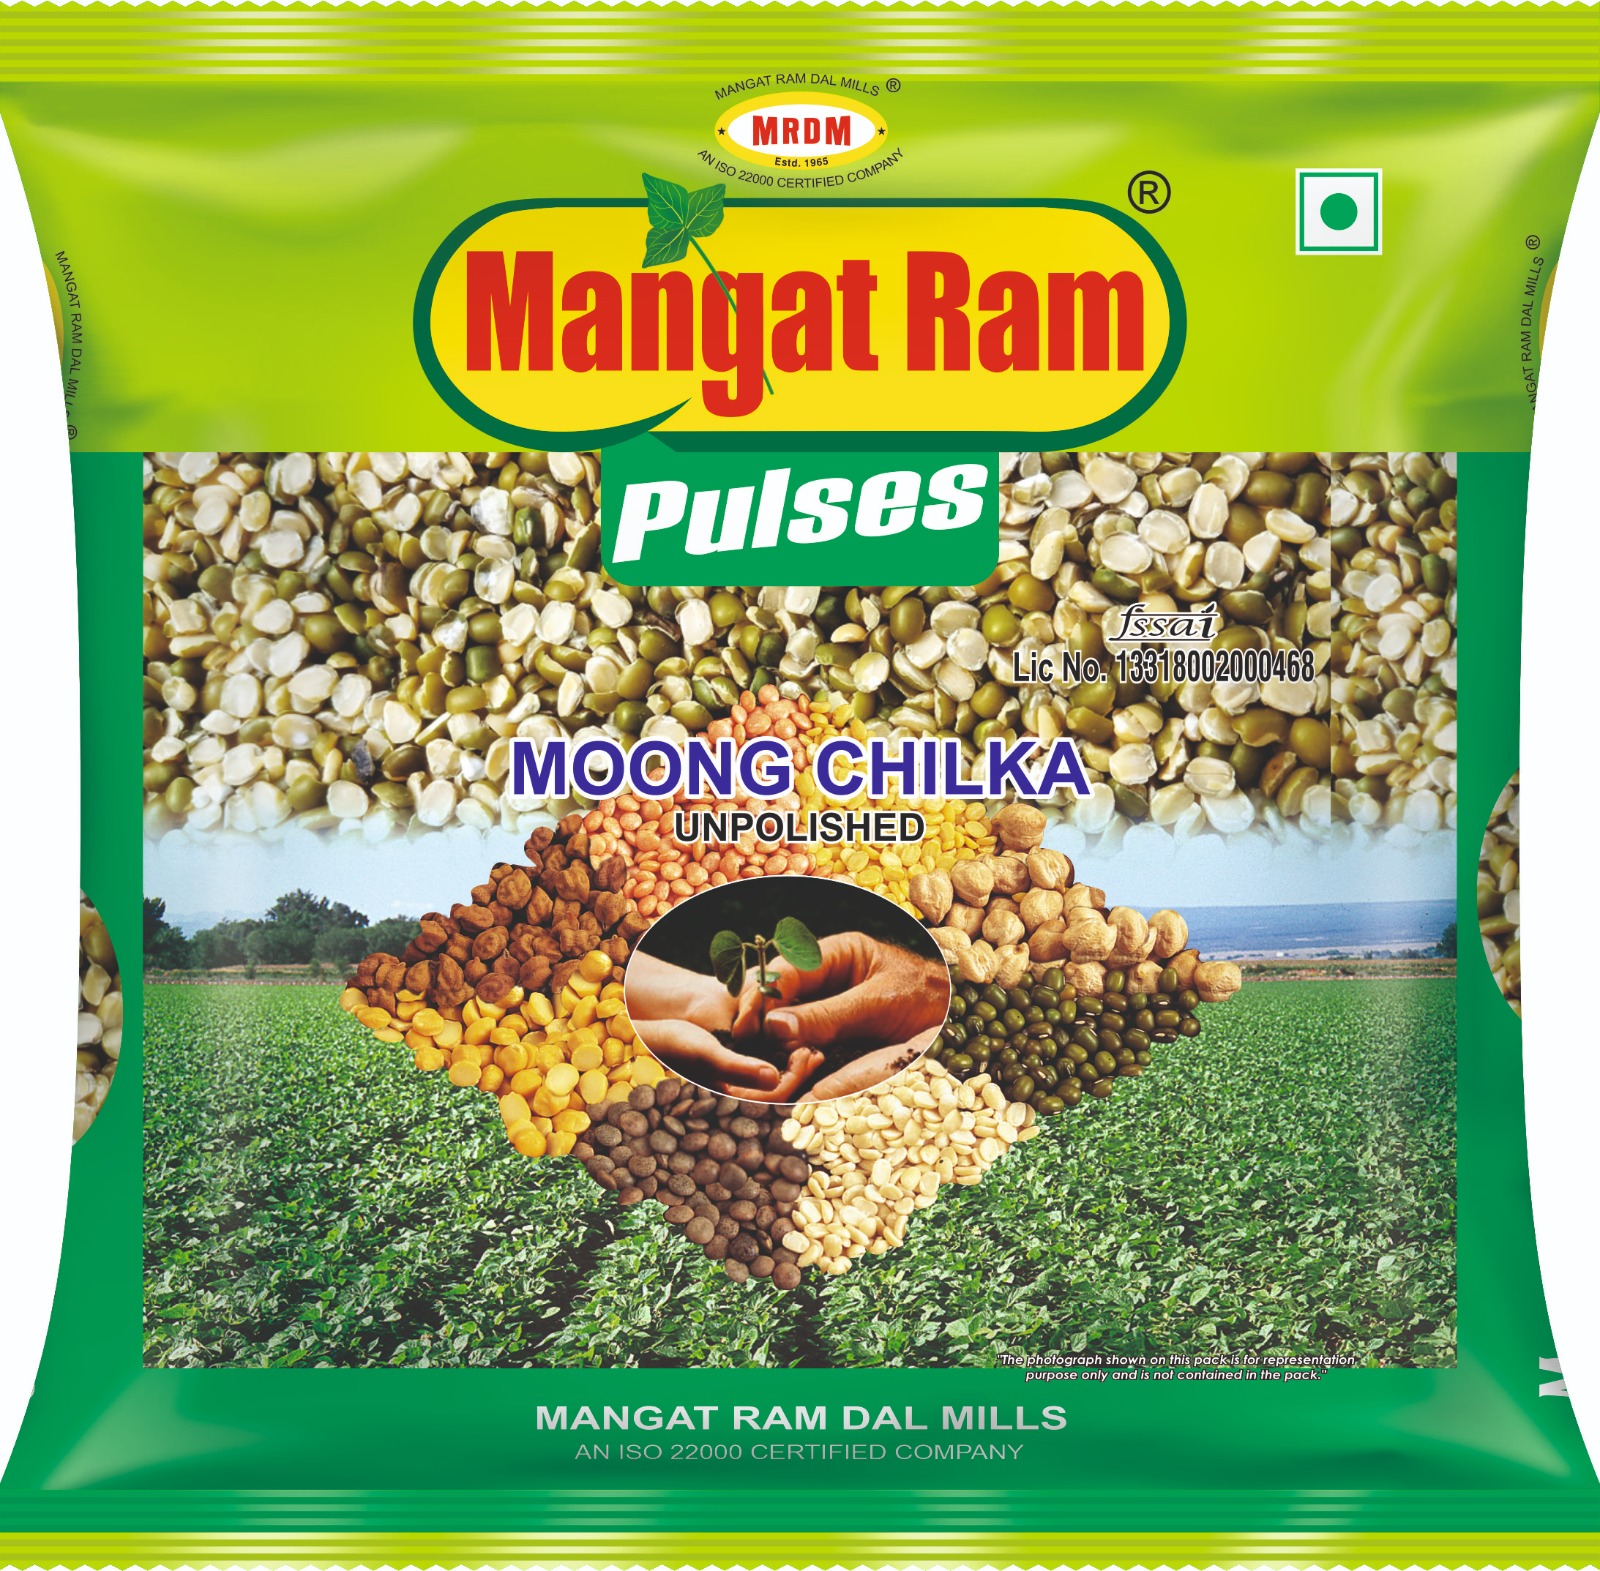 MANGAT RAM DAL MILLS ®
MRDM
Estd. 1965
AN ISO 22000 CERTIFIED COMPANY
®
Mangat Ram
Pulses
MANGAT RAM DAL MILLS ®
MANGAT RAM DAL MILLS ®
fssai
Lic No. 13318002000468
MOONG CHILKA
UNPOLISHED
"The photograph shown on this pack is for representation
purpose only and is not contained in the pack."
MANGAT RAM DAL MILLS
AN ISO 22000 CERTIFIED COMPANY